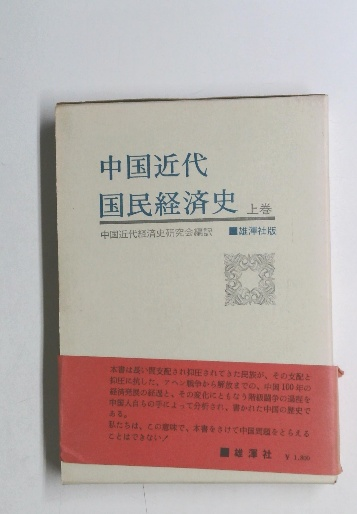 中国近代
国民経済史 上巻
中国近代経済史研究会編訳 ■雄渾社版
本書は長い間支配され抑圧されてきた民族が、その支配と
抑圧に抗した、アヘン戦争から解放までの、中国100年の
経済発展の経過と、その変化にともなう階級闘争の過程を
中国人自らの手によって分析され、書かれた中国の歴史で
ある。
私たちは、この意味で、本書をさけて中国問題をとらえる
ことはできない！
■雄渾社 ¥1,800